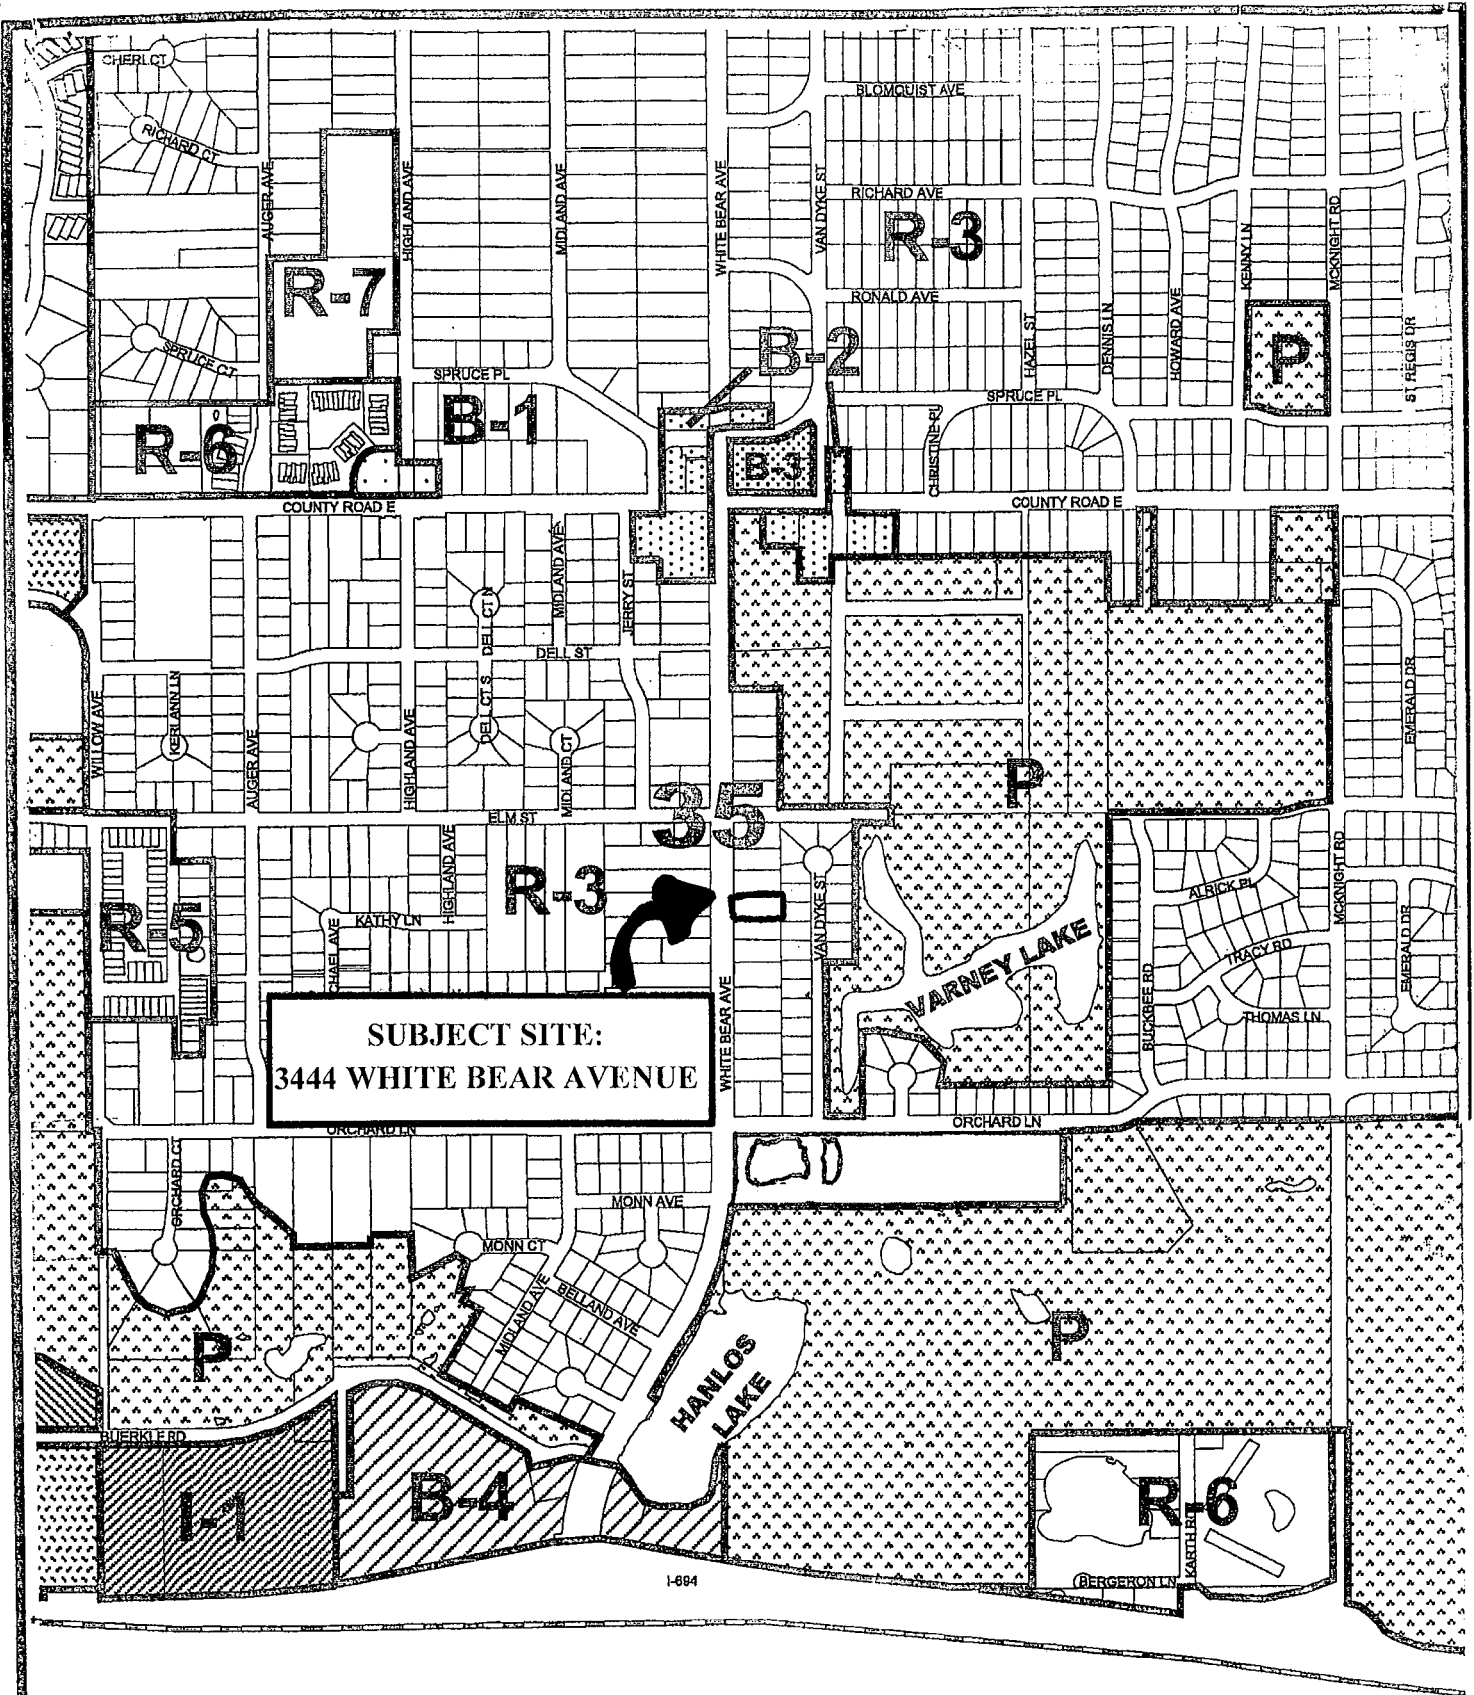 CHERI CT
BLOMQUIST AVE
RICHARD CT
AUGER AVE
HIGHLAND AVE
MIDLAND AVE
WHITE BEAR AVE
VAN DYKE ST
RICHARD AVE
R-3
KENNY LN
MCKNIGHT RD
R-7
RONALD AVE
HAZEL ST
DENNIS LN
HOWARD AVE
ST REGIS DR
P
SPRUCE CT
B-2
SPRUCE PL
SPRUCE PL
R-6
B-1
CHRISTINE PL
COUNTY ROAD E
COUNTY ROAD E
MIDLAND AVE
JERRY ST
DELL CT N
DELL ST
WILLOW AVE
KERLANN LN
AUGER AVE
HIGHLAND AVE
DELL CT S
MIDLAND CT
EMERALD DR
P
35
ELM ST
HIGHLAND AVE
R-3
VAN DYKE ST
ALRICK PL
MCKNIGHT RD
R-5
KATHY LN
VARNEY LAKE
TRACY RD
EMERALD DR
BUCKBEE RD
THOMAS LN
WHITE BEAR AVE
SUBJECT SITE:
3444 WHITE BEAR AVENUE
ORCHARD LN
ORCHARD LN
ORCHARD CT
MONN AVE
MONN CT
MIDLAND AVE
BELLAND AVE
P
P
HANLOS
LAKE
BUERKLE RD
I-1
B-4
R-6
KARTH RD
BERGERON LN
I-694